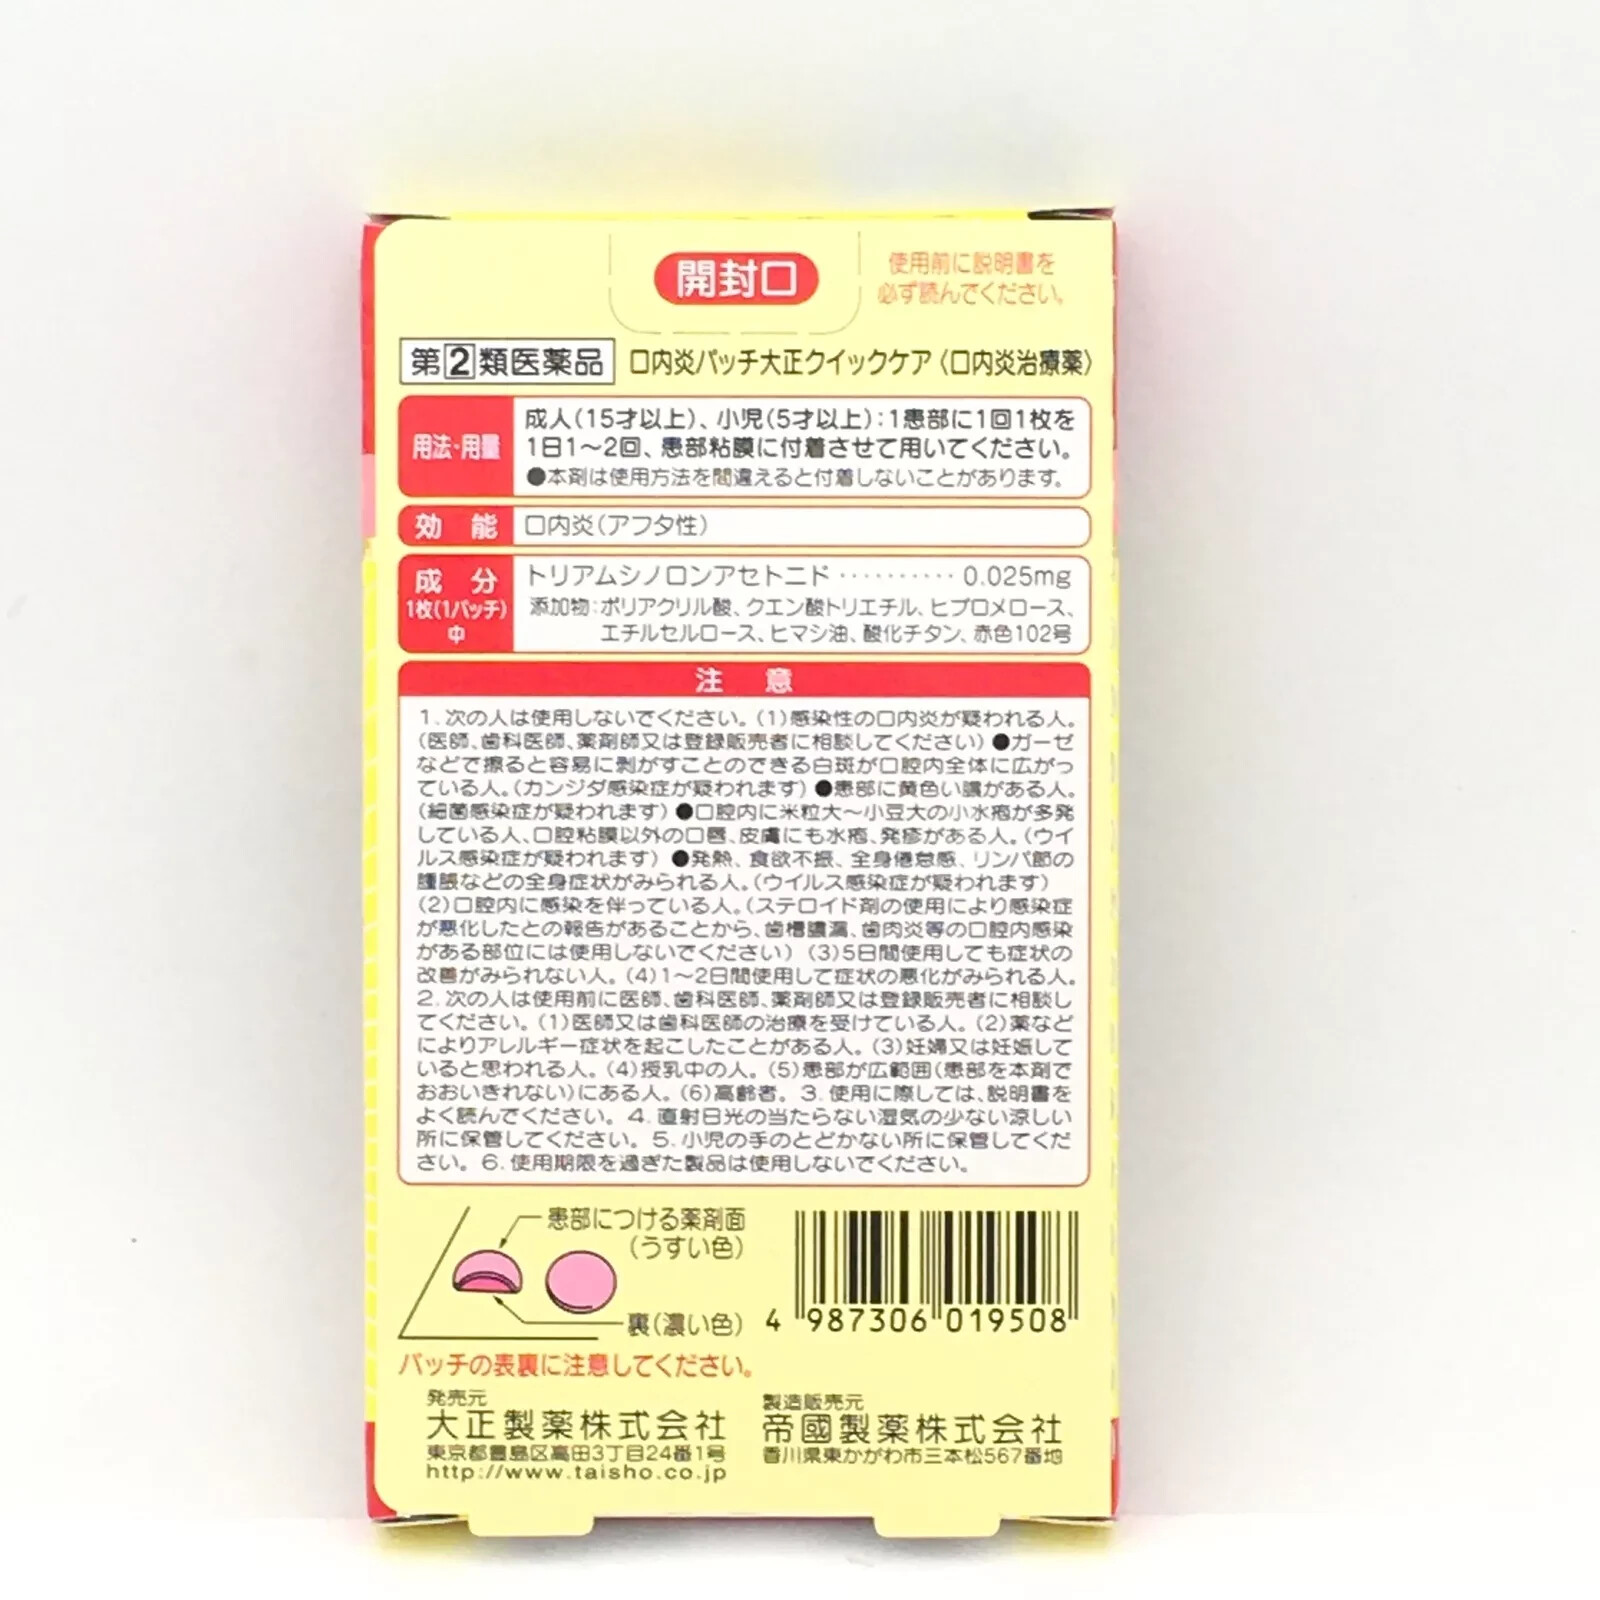 開封口
使用前に説明書を
必ず読んでください。
第②類医薬品 口内炎パッチ大正クイックケア〈口内炎治療薬〉
用法・用量
成人(15才以上)、小児(5才以上):1患部に1回1枚を
1日1～2回、患部粘膜に付着させて用いてください。
●本剤は使用方法を間違えると付着しないことがあります。
効 能
口内炎(アフタ性)
成 分
1枚(1パッチ)
中
トリアムシノロンアセトニド ·········· 0.025mg
添加物:ポリアクリル酸、クエン酸トリエチル、ヒプロメロース、
エチルセルロース、ヒマシ油、酸化チタン、赤色102号
注 意
1.次の人は使用しないでください。(1)感染性の口内炎が疑われる人。
(医師、歯科医師、薬剤師又は登録販売者に相談してください)●ガーゼ
などで擦ると容易に剥がすことのできる白斑が口腔内全体に広がっ
ている人。(カンジダ感染症が疑われます)●患部に黄色い膿がある人。
(細菌感染症が疑われます)●口腔内に米粒大～小豆大の小水疱が多発
している人、口腔粘膜以外の口唇、皮膚にも水疱、発疹がある人。(ウイ
ルス感染症が疑われます)●発熱、食欲不振、全身倦怠感、リンパ節の
腫脹などの全身症状がみられる人。(ウイルス感染症が疑われます)
(2)口腔内に感染を伴っている人。(ステロイド剤の使用により感染症
が悪化したとの報告があることから、歯槽膿漏、歯肉炎等の口腔内感染
がある部位には使用しないでください)(3)5日間使用しても症状の
改善がみられない人。(4)1～2日間使用して症状の悪化がみられる人。
2.次の人は使用前に医師、歯科医師、薬剤師又は登録販売者に相談し
てください。(1)医師又は歯科医師の治療を受けている人。(2)薬など
によりアレルギー症状を起こしたことがある人。(3)妊婦又は妊娠して
いると思われる人。(4)授乳中の人。(5)患部が広範囲(患部を本剤で
おおいきれない)にある人。(6)高齢者。3.使用に際しては、説明書を
よく読んでください。4.直射日光の当たらない湿気の少ない涼しい
所に保管してください。5.小児の手のとどかない所に保管してくだ
さい。6.使用期限を過ぎた製品は使用しないでください。
患部につける薬剤面
(うすい色)
裏(濃い色)
4 987306 019508
パッチの表裏に注意してください。
発売元
大正製薬株式会社
東京都豊島区高田3丁目24番1号
http://www.taisho.co.jp
製造販売元
帝國製薬株式会社
香川県東かがわ市三本松567番地